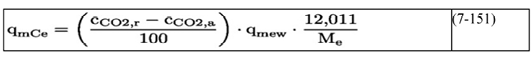 q_mCe = ( (c_CO2,r − c_CO2,a) / 100 ) · q_mew · 12,011 / M_e (7-151)